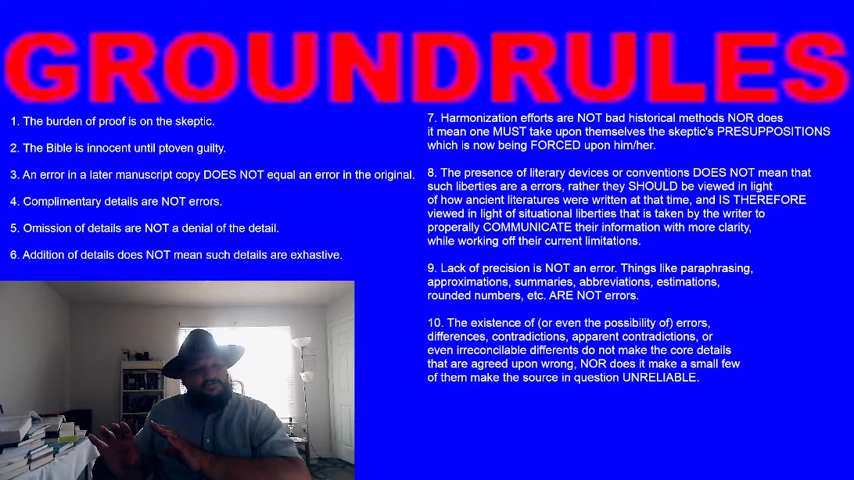 GROUNDRULES
1. The burden of proof is on the skeptic.
2. The Bible is innocent until ptoven guilty.
3. An error in a later manuscript copy DOES NOT equal an error in the original.
4. Complimentary details are NOT errors.
5. Omission of details are NOT a denial of the detail.
6. Addition of details does NOT mean such details are exhastive.
7. Harmonization efforts are NOT bad historical methods NOR does
it mean one MUST take upon themselves the skeptic's PRESUPPOSITIONS
which is now being FORCED upon him/her.
8. The presence of literary devices or conventions DOES NOT mean that
such liberties are a errors, rather they SHOULD be viewed in light
of how ancient literatures were written at that time, and IS THEREFORE
viewed in light of situational liberties that is taken by the writer to
properally COMMUNICATE their information with more clarity,
while working off their current limitations.
9. Lack of precision is NOT an error. Things like paraphrasing,
approximations, summaries, abbreviations, estimations,
rounded numbers, etc. ARE NOT errors.
10. The existence of (or even the possibility of) errors,
differences, contradictions, apparent contradictions, or
even irreconcilable differents do not make the core details
that are agreed upon wrong, NOR does it make a small few
of them make the source in question UNRELIABLE.